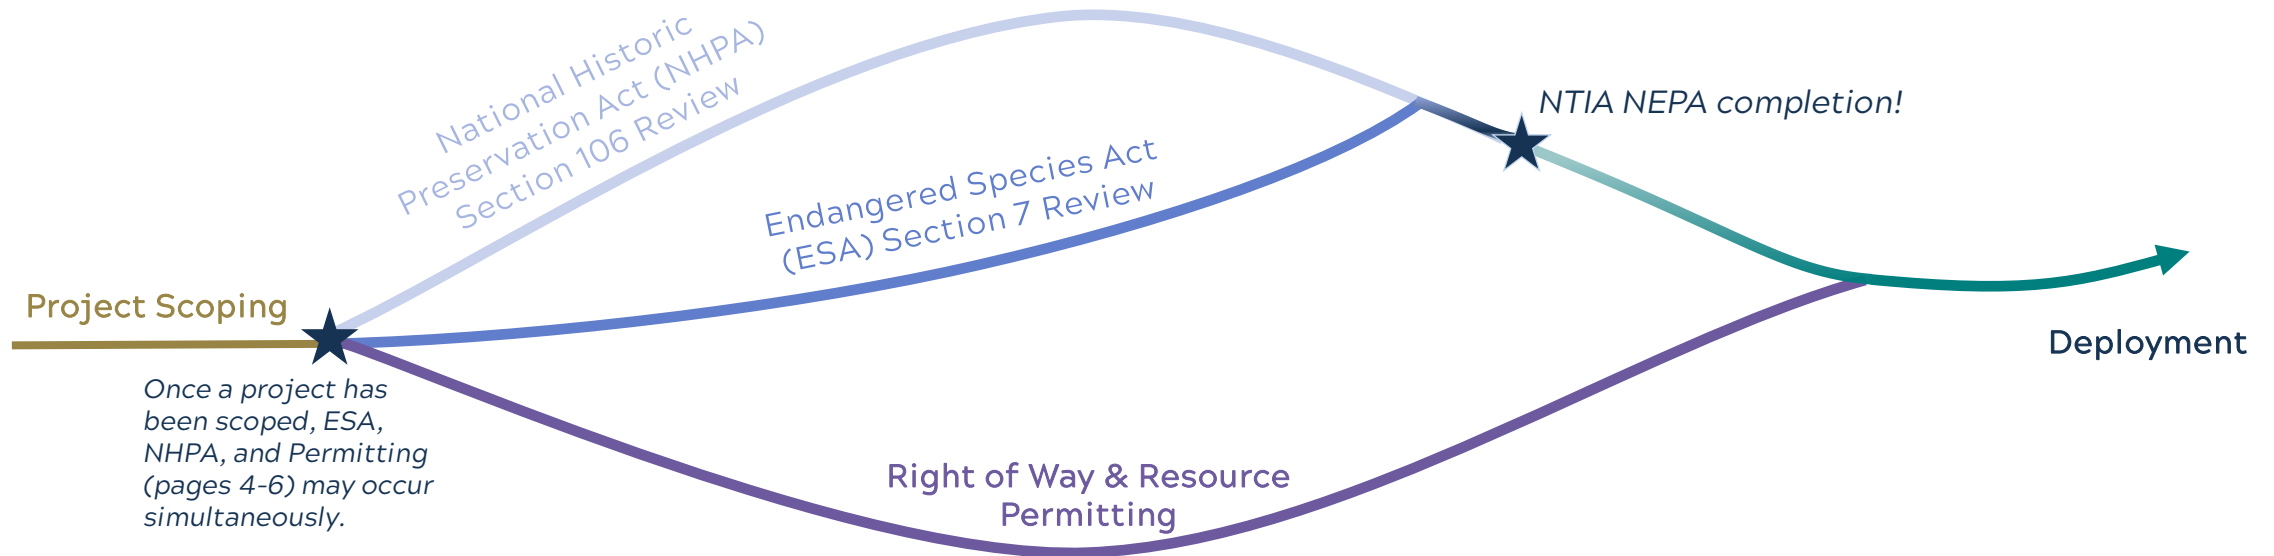 National Historic
Preservation Act (NHPA)
Section 106 Review
NTIA NEPA completion!
Endangered Species Act
(ESA) Section 7 Review
Project Scoping
Once a project has
been scoped, ESA,
NHPA, and Permitting
(pages 4-6) may occur
simultaneously.
Deployment
Right of Way & Resource
Permitting